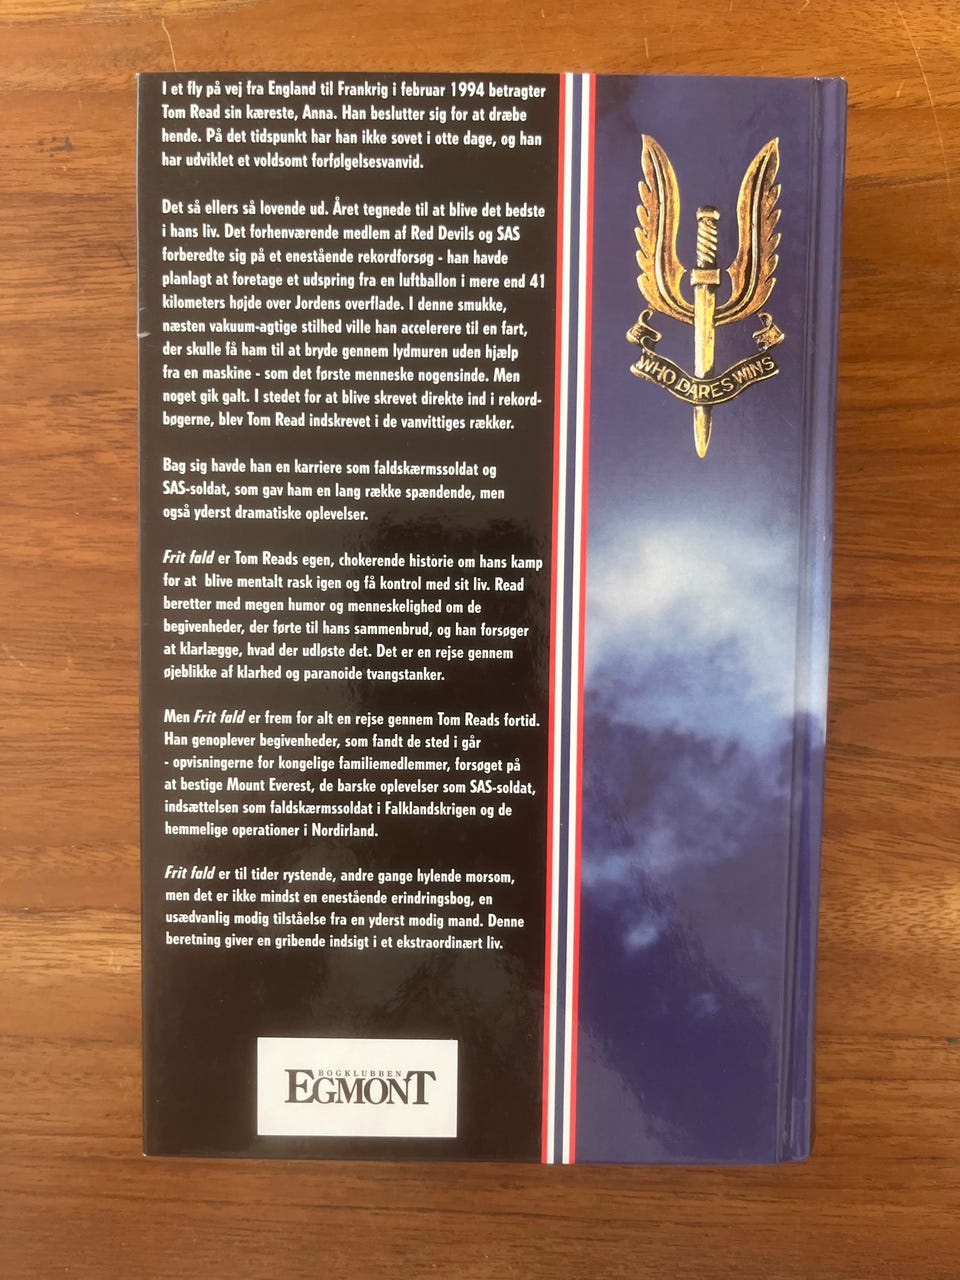 I et fly på vej fra England til Frankrig i februar 1994 betragter
Tom Read sin kæreste, Anna. Han beslutter sig for at dræbe
hende. På det tidspunkt har han ikke sovet i otte dage, og han
har udviklet et voldsomt forfølgelsesvanvid.
Det så ellers så lovende ud. Året tegnede til at blive det bedste
i hans liv. Det forhenværende medlem af Red Devils og SAS
forberedte sig på et enestående rekordforsøg - han havde
planlagt at foretage et udspring fra en luftballon i mere end 41
kilometers højde over Jordens overflade. I denne smukke,
næsten vakuum-agtige stilhed ville han accelerere til en fart,
der skulle få ham til at bryde gennem lydmuren uden hjælp
fra en maskine - som det første menneske nogensinde. Men
noget gik galt. I stedet for at blive skrevet direkte ind i rekord-
bøgerne, blev Tom Read indskrevet i de vanvittiges rækker.
Bag sig havde han en karriere som faldskærmssoldat og
SAS-soldat, som gav ham en lang række spændende, men
også yderst dramatiske oplevelser.
Frit fald er Tom Reads egen, chokerende historie om hans kamp
for at blive mentalt rask igen og få kontrol med sit liv. Read
beretter med megen humor og menneskelighed om de
begivenheder, der førte til hans sammenbrud, og han forsøger
at klarlægge, hvad der udløste det. Det er en rejse gennem
øjeblikke af klarhed og paranoide tvangstanker.
Men Frit fald er frem for alt en rejse gennem Tom Reads fortid.
Han genoplever begivenheder, som fandt de sted i går
- opvisningerne for kongelige familiemedlemmer, forsøget på
at bestige Mount Everest, de barske oplevelser som SAS-soldat,
indsættelsen som faldskærmssoldat i Falklandskrigen og de
hemmelige operationer i Nordirland.
Frit fald er til tider rystende, andre gange hylende morsom,
men det er ikke mindst en enestående erindringsbog, en
usædvanlig modig tilståelse fra en yderst modig mand. Denne
beretning giver en gribende indsigt i et ekstraordinært liv.
BOGKLUBBEN
EGMONT
WHO DARES WINS